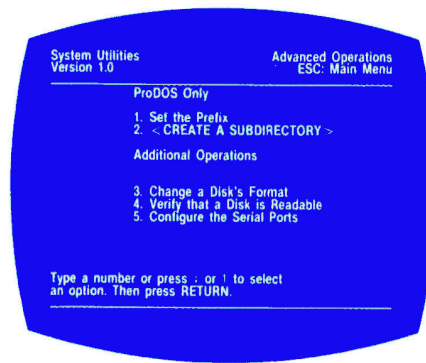 System Utilities
Version 1.0
Advanced Operations
ESC: Main Menu
ProDOS Only
1. Set the Prefix
2. <CREATE A SUBDIRECTORY>
Additional Operations
3. Change a Disk's Format
4. Verify that a Disk is Readable
5. Configure the Serial Ports
Type a number or press ↓ or ↑ to select
an option. Then press RETURN.